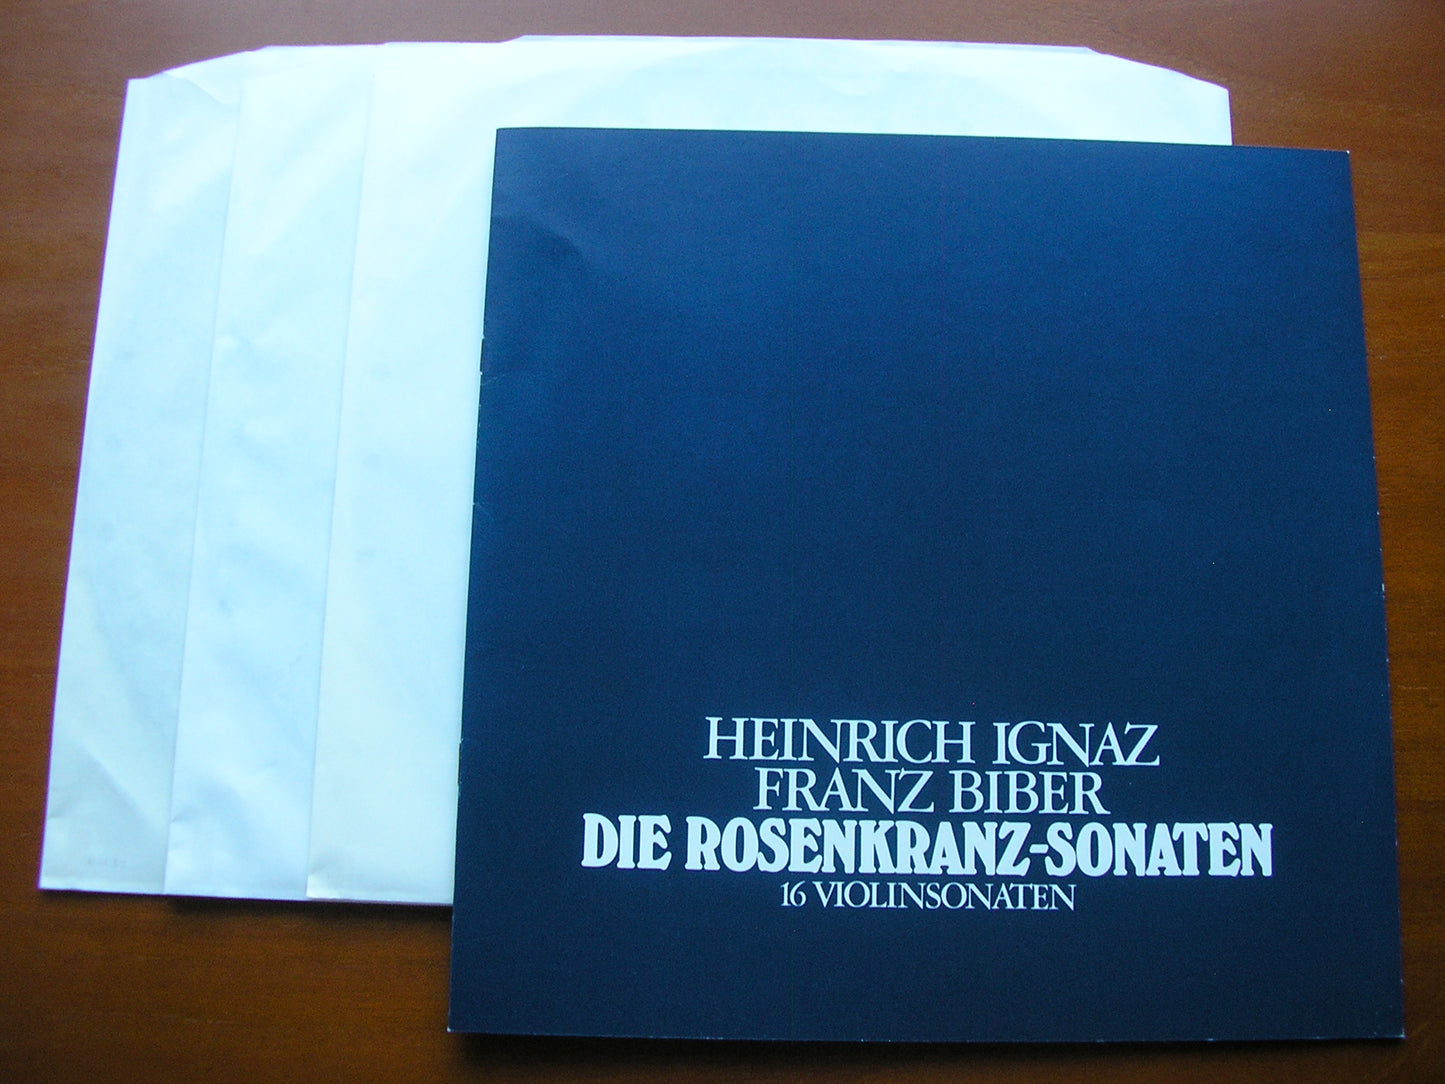 HEINRICH IGNAZ
FRANZ BIBER
DIE ROSENKRANZ-SONATEN
16 VIOLINSONATEN